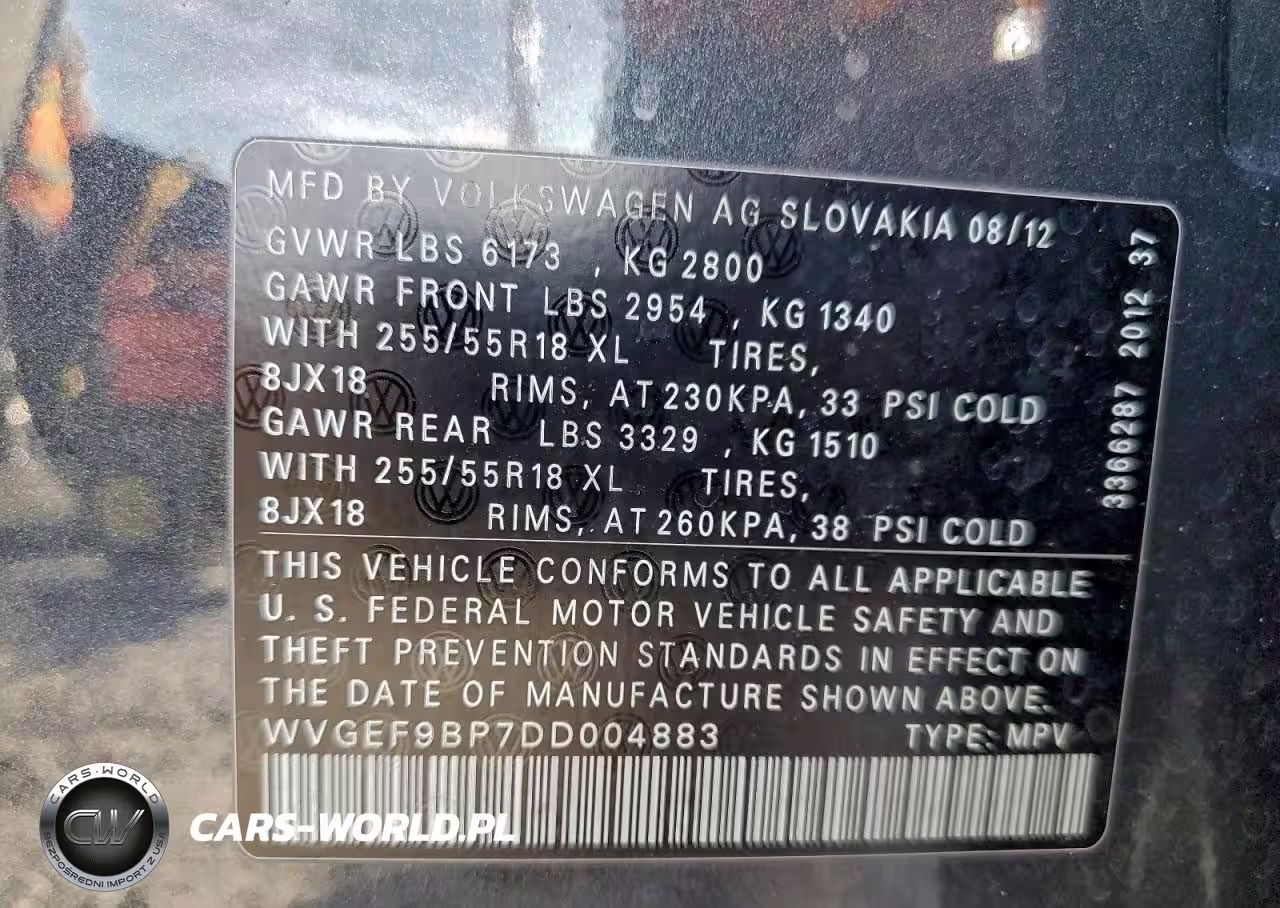 MFD BY VOLKSWAGEN AG SLOVAKIA 08/12
GVWR LBS 6173 , KG 2800
GAWR FRONT LBS 2954 , KG 1340
WITH 255/55R18 XL TIRES,
8JX18 RIMS, AT 230KPA, 33 PSI COLD
GAWR REAR LBS 3329 , KG 1510
WITH 255/55R18 XL TIRES,
8JX18 RIMS, AT 260KPA, 38 PSI COLD
THIS VEHICLE CONFORMS TO ALL APPLICABLE
U. S. FEDERAL MOTOR VEHICLE SAFETY AND
THEFT PREVENTION STANDARDS IN EFFECT ON
THE DATE OF MANUFACTURE SHOWN ABOVE.
WVGEF9BP7DD004883 TYPE: MPV
3366287 2012 37
CARS-WORLD
CW
BEZPOŚREDNI IMPORT Z USA
CARS-WORLD.PL